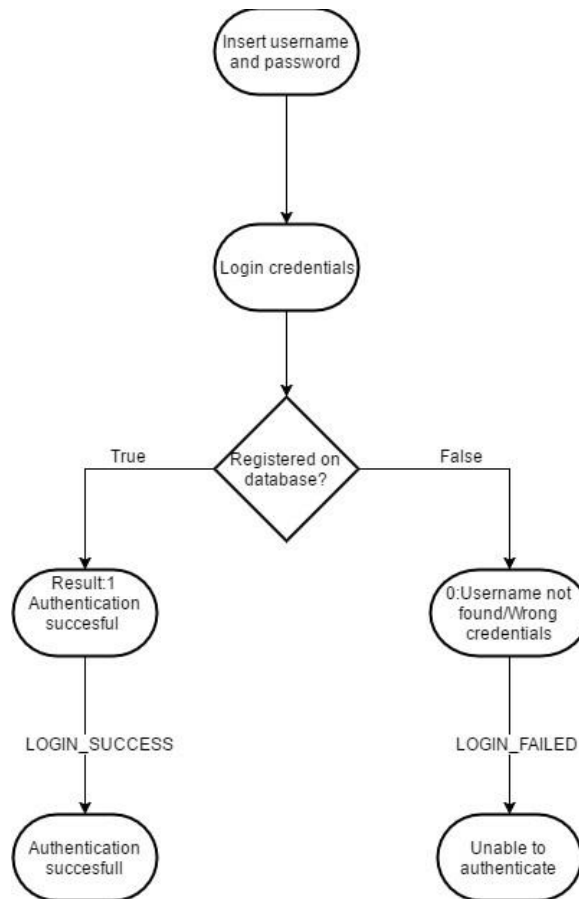 Insert username
and password
Login credentials
True
Registered on
database?
False
Result:1
Authentication
succesful
0:Username not
found/Wrong
credentials
LOGIN_SUCCESS
LOGIN_FAILED
Authentication
succesfull
Unable to
authenticate